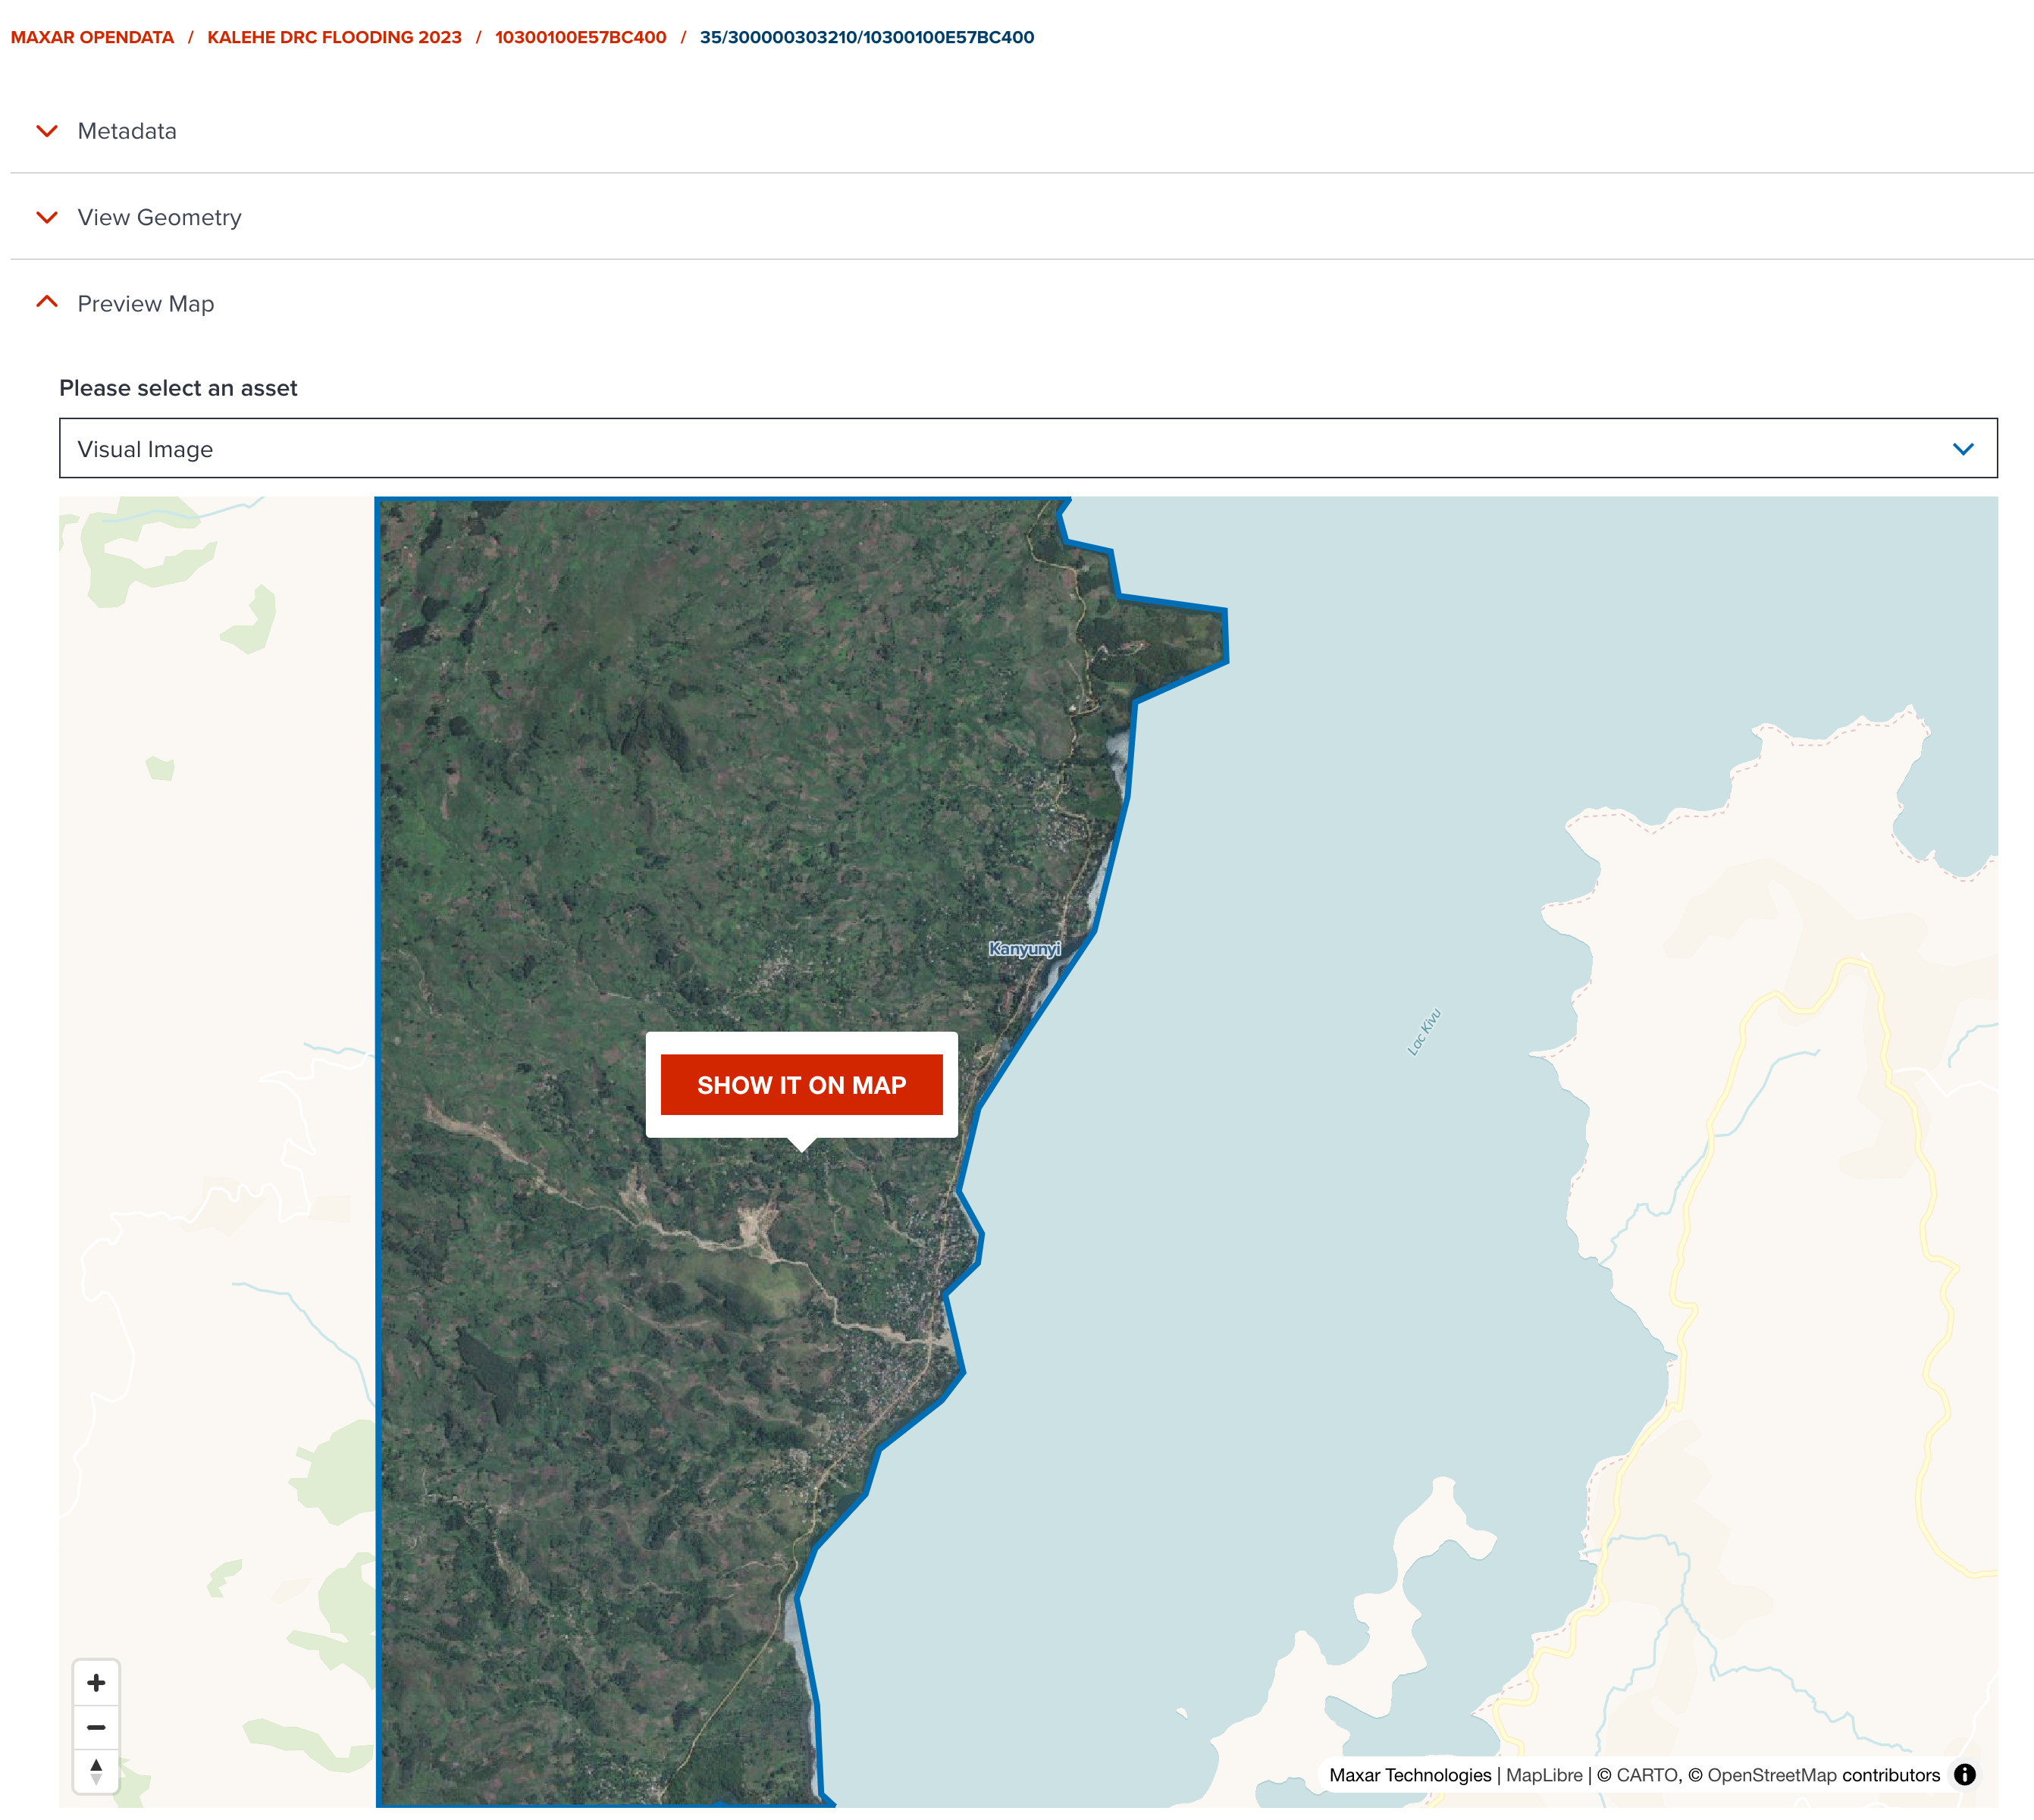 MAXAR OPENDATA / KALEHE DRC FLOODING 2023 / 10300100E57BC400 / 35/300000303210/10300100E57BC400
Metadata
View Geometry
Preview Map
Please select an asset
Visual Image
Kanyunyi
Lac Kivu
SHOW IT ON MAP
Maxar Technologies | MapLibre | © CARTO, © OpenStreetMap contributors